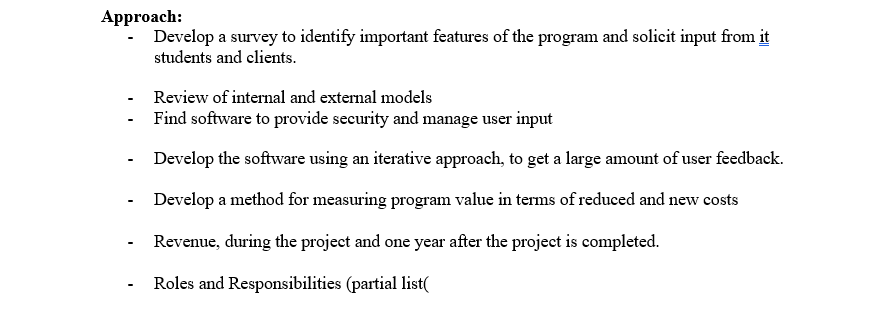 Approach:
- Develop a survey to identify important features of the program and solicit input from it
students and clients.
- Review of internal and external models
- Find software to provide security and manage user input
- Develop the software using an iterative approach, to get a large amount of user feedback.
- Develop a method for measuring program value in terms of reduced and new costs
- Revenue, during the project and one year after the project is completed.
- Roles and Responsibilities (partial list(